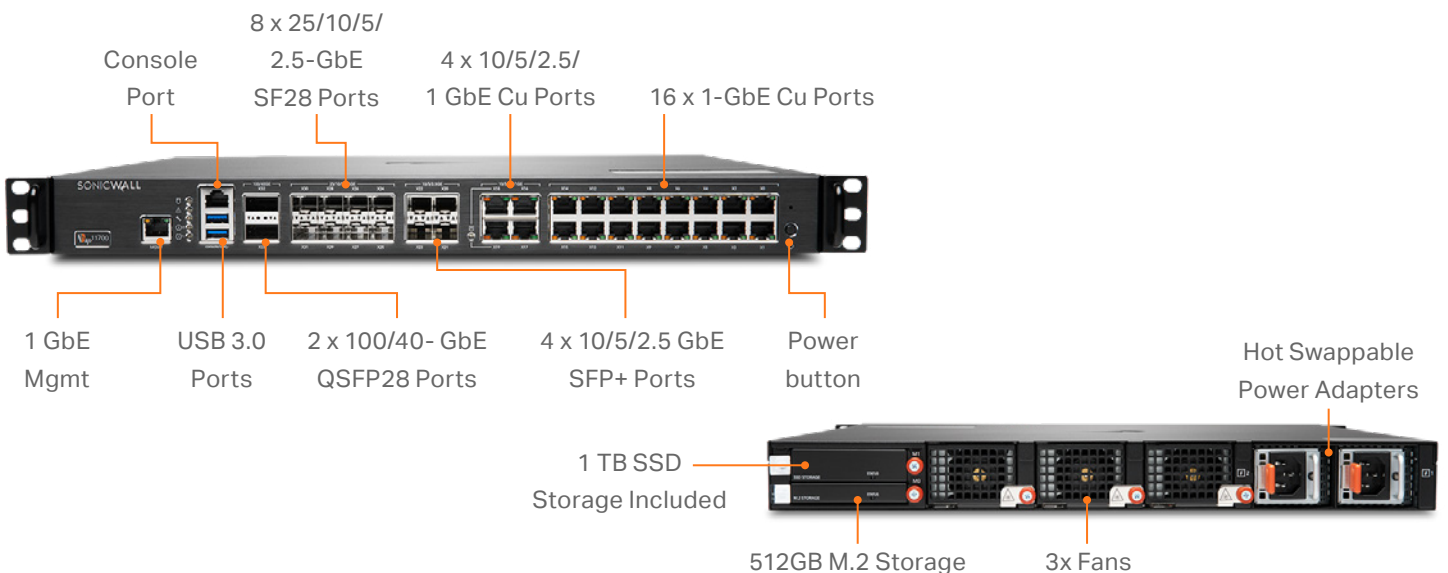 8 x 25/10/5/
2.5-GbE
SF28 Ports
Console
Port
4 x 10/5/2.5/
1 GbE Cu Ports
16 x 1-GbE Cu Ports
SONICWALL
1 GbE
Mgmt
USB 3.0
Ports
2 x 100/40- GbE
QSFP28 Ports
4 x 10/5/2.5 GbE
SFP+ Ports
Power
button
Hot Swappable
Power Adapters
1 TB SSD
Storage Included
M1
M0
512GB M.2 Storage
3x Fans